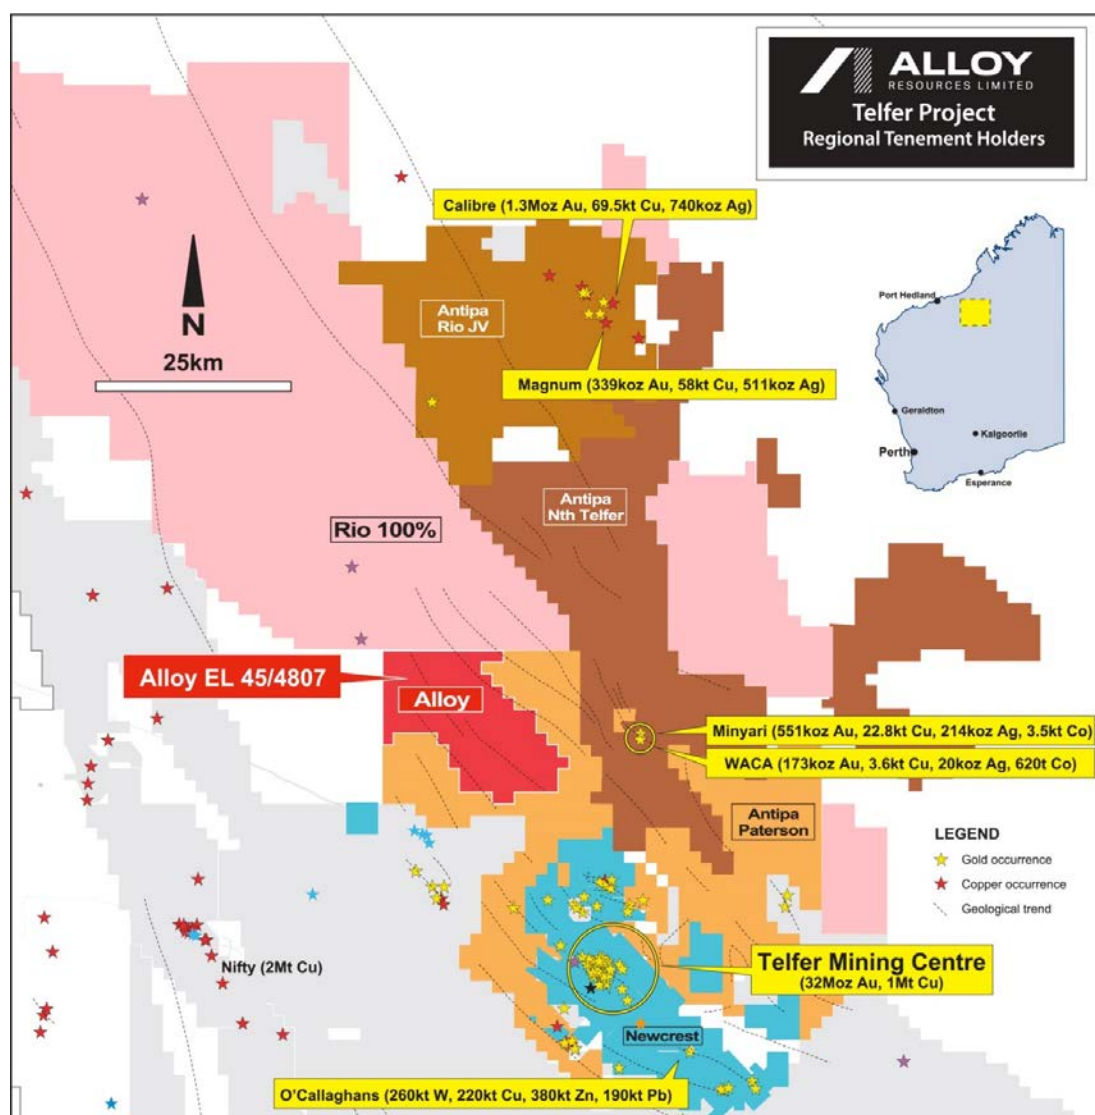 ALLOY
RESOURCES LIMITED
Telfer Project
Regional Tenement Holders
Calibre (1.3Moz Au, 69.5kt Cu, 740koz Ag)
Antipa
Rio JV
N
25km
Magnum (339koz Au, 58kt Cu, 511koz Ag)
Port Hedland
Geraldton
Kalgoorlie
Perth
Esperance
Antipa
Nth Telfer
Rio 100%
Alloy EL 45/4807
Alloy
Minyari (551koz Au, 22.8kt Cu, 214koz Ag, 3.5kt Co)
WACA (173koz Au, 3.6kt Cu, 20koz Ag, 620t Co)
Antipa
Paterson
LEGEND
Gold occurrence
Copper occurrence
Geological trend
Nifty (2Mt Cu)
Telfer Mining Centre
(32Moz Au, 1Mt Cu)
Newcrest
O'Callaghans (260kt W, 220kt Cu, 380kt Zn, 190kt Pb)